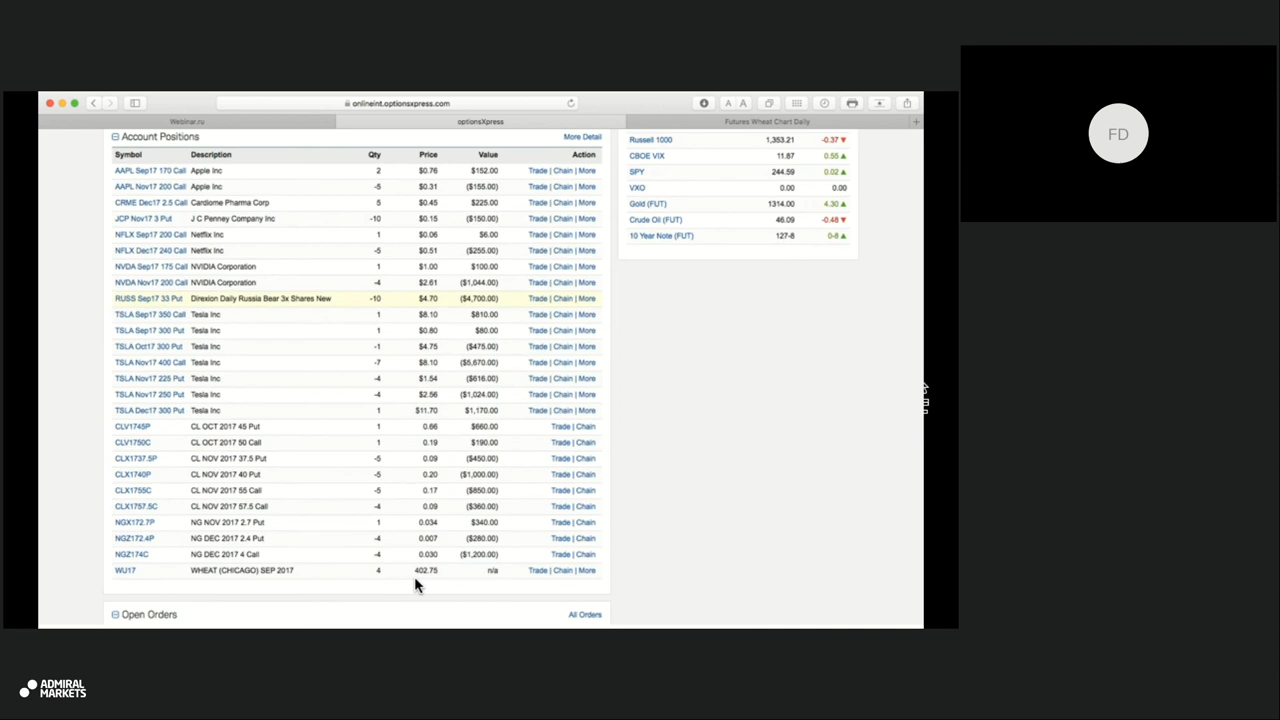 onlineint.optionsxpress.com
A A
Webinar.ru optionsXpress Futures Wheat Chart Daily
Account Positions More Detail
Symbol Description Qty Price Value Action
AAPL Sep17 170 Call Apple Inc 2 $0.76 $152.00 Trade | Chain | More
AAPL Nov17 200 Call Apple Inc -5 $0.31 ($155.00) Trade | Chain | More
CRME Dec17 2.5 Call Cardiome Pharma Corp 5 $0.45 $225.00 Trade | Chain | More
JCP Nov17 3 Put J C Penney Company Inc -10 $0.15 ($150.00) Trade | Chain | More
NFLX Sep17 200 Call Netflix Inc 1 $0.06 $6.00 Trade | Chain | More
NFLX Dec17 240 Call Netflix Inc -5 $0.51 ($255.00) Trade | Chain | More
NVDA Sep17 175 Call NVIDIA Corporation 1 $1.00 $100.00 Trade | Chain | More
NVDA Nov17 200 Call NVIDIA Corporation -4 $2.61 ($1,044.00) Trade | Chain | More
RUSS Sep17 33 Put Direxion Daily Russia Bear 3x Shares New -10 $4.70 ($4,700.00) Trade | Chain | More
TSLA Sep17 350 Call Tesla Inc 1 $8.10 $810.00 Trade | Chain | More
TSLA Sep17 300 Put Tesla Inc 1 $0.80 $80.00 Trade | Chain | More
TSLA Oct17 300 Put Tesla Inc -1 $4.75 ($475.00) Trade | Chain | More
TSLA Nov17 400 Call Tesla Inc -7 $8.10 ($5,670.00) Trade | Chain | More
TSLA Nov17 225 Put Tesla Inc -4 $1.54 ($616.00) Trade | Chain | More
TSLA Nov17 250 Put Tesla Inc -4 $2.56 ($1,024.00) Trade | Chain | More
TSLA Dec17 300 Put Tesla Inc 1 $11.70 $1,170.00 Trade | Chain | More
CLV1745P CL OCT 2017 45 Put 1 0.66 $660.00 Trade | Chain
CLV1750C CL OCT 2017 50 Call 1 0.19 $190.00 Trade | Chain
CLX1737.5P CL NOV 2017 37.5 Put -5 0.09 ($450.00) Trade | Chain
CLX1740P CL NOV 2017 40 Put -5 0.20 ($1,000.00) Trade | Chain
CLX1755C CL NOV 2017 55 Call -5 0.17 ($850.00) Trade | Chain
CLX1757.5C CL NOV 2017 57.5 Call -4 0.09 ($360.00) Trade | Chain
NGX172.7P NG NOV 2017 2.7 Put 1 0.034 $340.00 Trade | Chain
NGZ172.4P NG DEC 2017 2.4 Put -4 0.007 ($280.00) Trade | Chain
NGZ174C NG DEC 2017 4 Call -4 0.030 ($1,200.00) Trade | Chain
WU17 WHEAT (CHICAGO) SEP 2017 4 402.75 n/a Trade | Chain | More
Open Orders All Orders
Russell 1000 1,353.21 -0.37
CBOE VIX 11.87 0.55
SPY 244.59 0.02
VXO 0.00 0.00
Gold (FUT) 1314.00 4.30
Crude Oil (FUT) 46.09 -0.48
10 Year Note (FUT) 127-8 0-8
FD
ADMIRAL
MARKETS